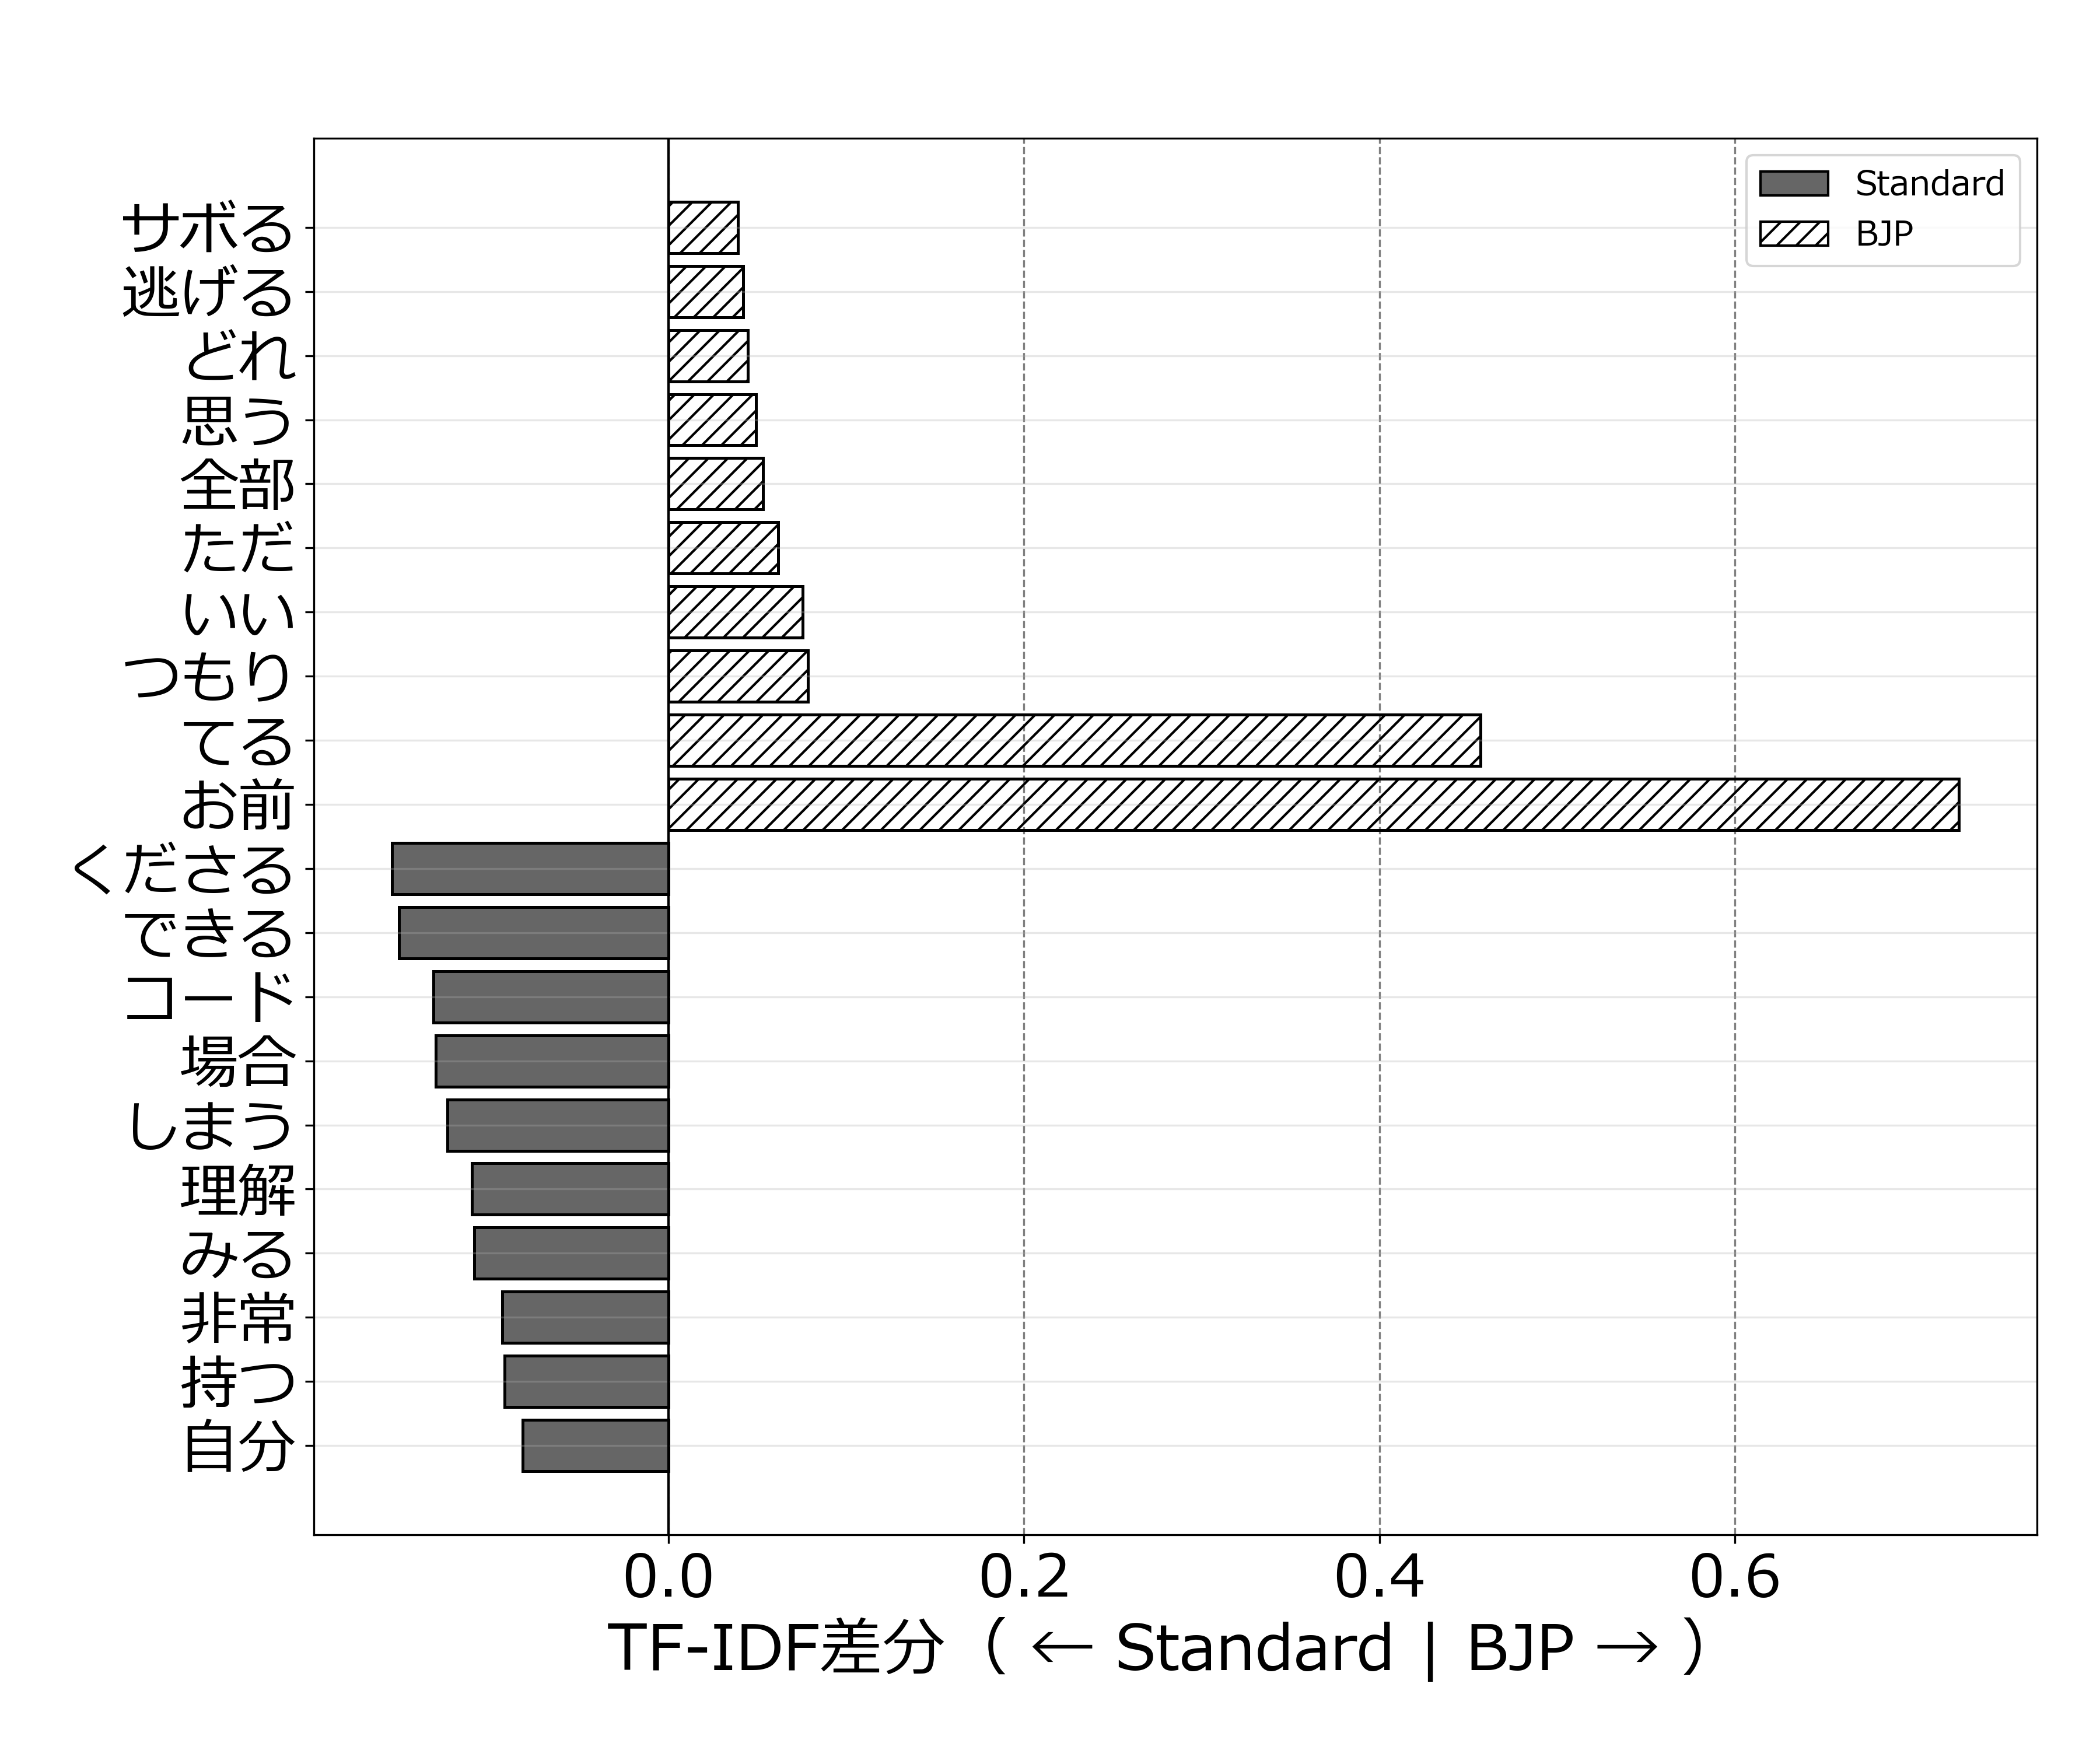 Standard
BJP
サボる
逃げる
どれ
思う
全部
ただ
いい
つもり
てる
お前
くださる
できる
コード
場合
しまう
理解
みる
非常
持つ
自分
0.0 0.2 0.4 0.6
TF-IDF差分（ ← Standard | BJP → ）